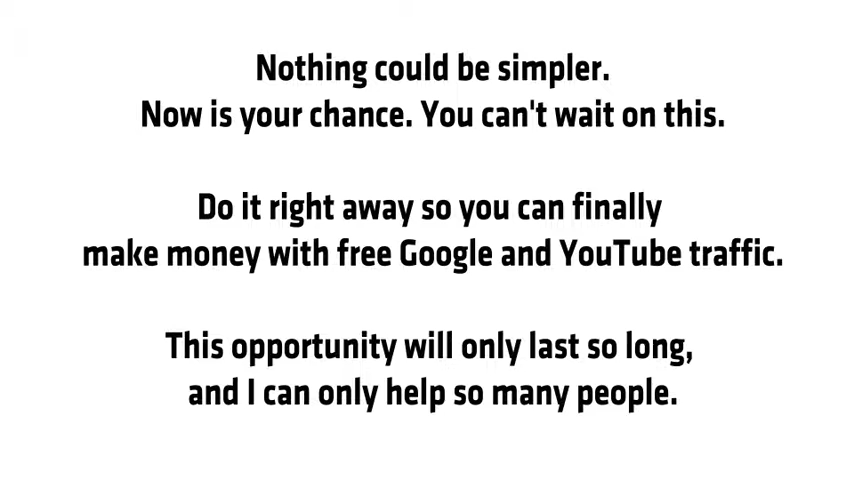 Nothing could be simpler.
Now is your chance. You can't wait on this.
Do it right away so you can finally
make money with free Google and YouTube traffic.
This opportunity will only last so long,
and I can only help so many people.